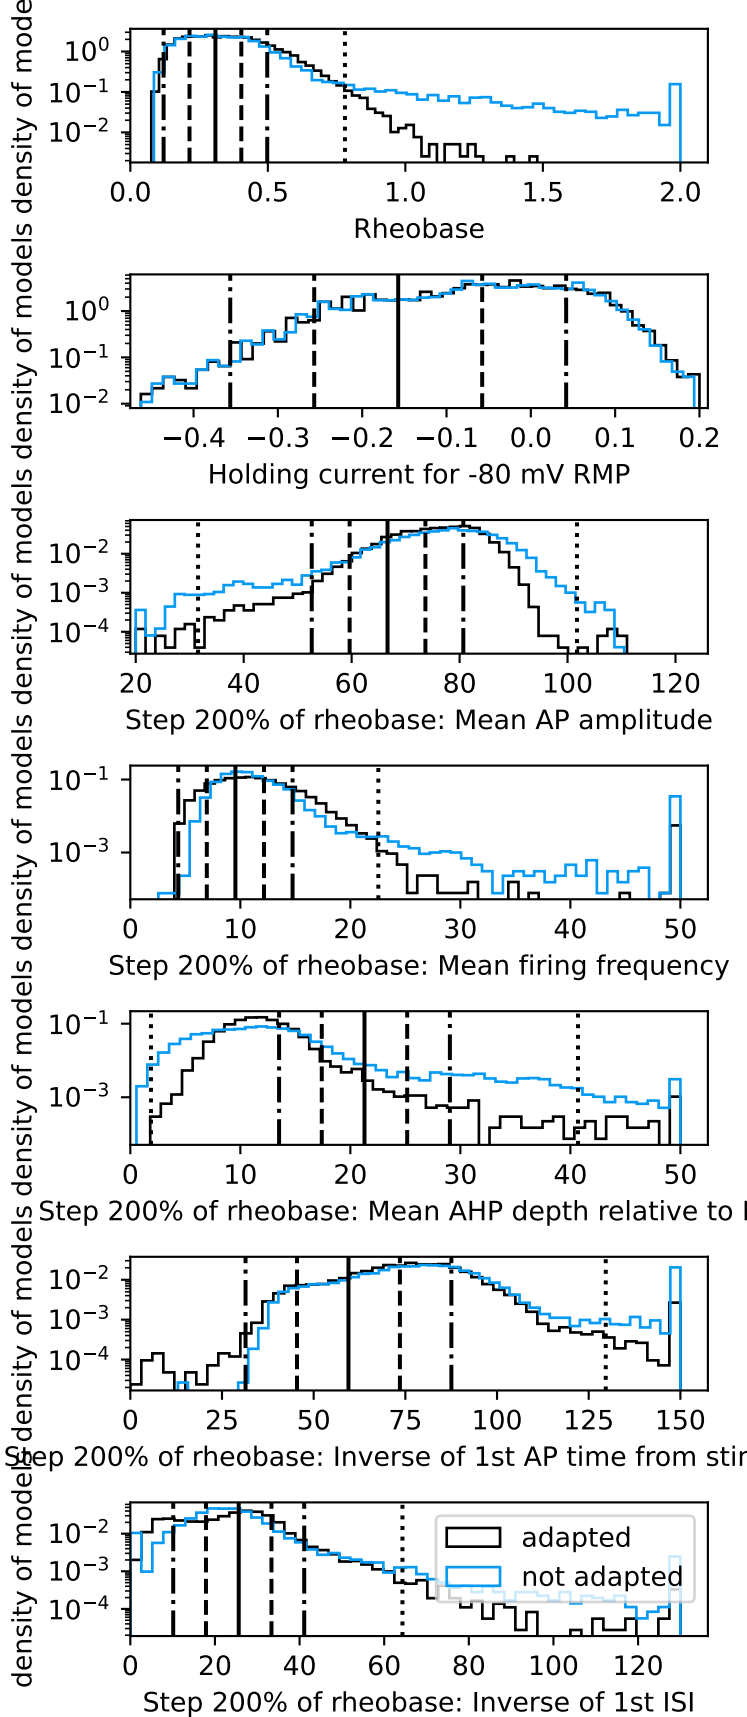 density of
10⁰
10⁻¹
10⁻²
0.0 0.5 1.0 1.5 2.0
Rheobase
density of models
10⁰
10⁻¹
10⁻²
−0.4 −0.3 −0.2 −0.1 0.0 0.1 0.2
Holding current for -80 mV RMP
density of models
10⁻²
10⁻³
10⁻⁴
20 40 60 80 100 120
Step 200% of rheobase: Mean AP amplitude
density of models
10⁻¹
10⁻³
0 10 20 30 40 50
Step 200% of rheobase: Mean firing frequency
density of models
10⁻¹
10⁻³
0 10 20 30 40 50
Step 200% of rheobase: Mean AHP depth relative to
density of models
10⁻²
10⁻³
10⁻⁴
0 25 50 75 100 125 150
Step 200% of rheobase: Inverse of 1st AP time from
density of models
10⁻²
10⁻³
10⁻⁴
adapted
not adapted
0 20 40 60 80 100 120
Step 200% of rheobase: Inverse of 1st ISI